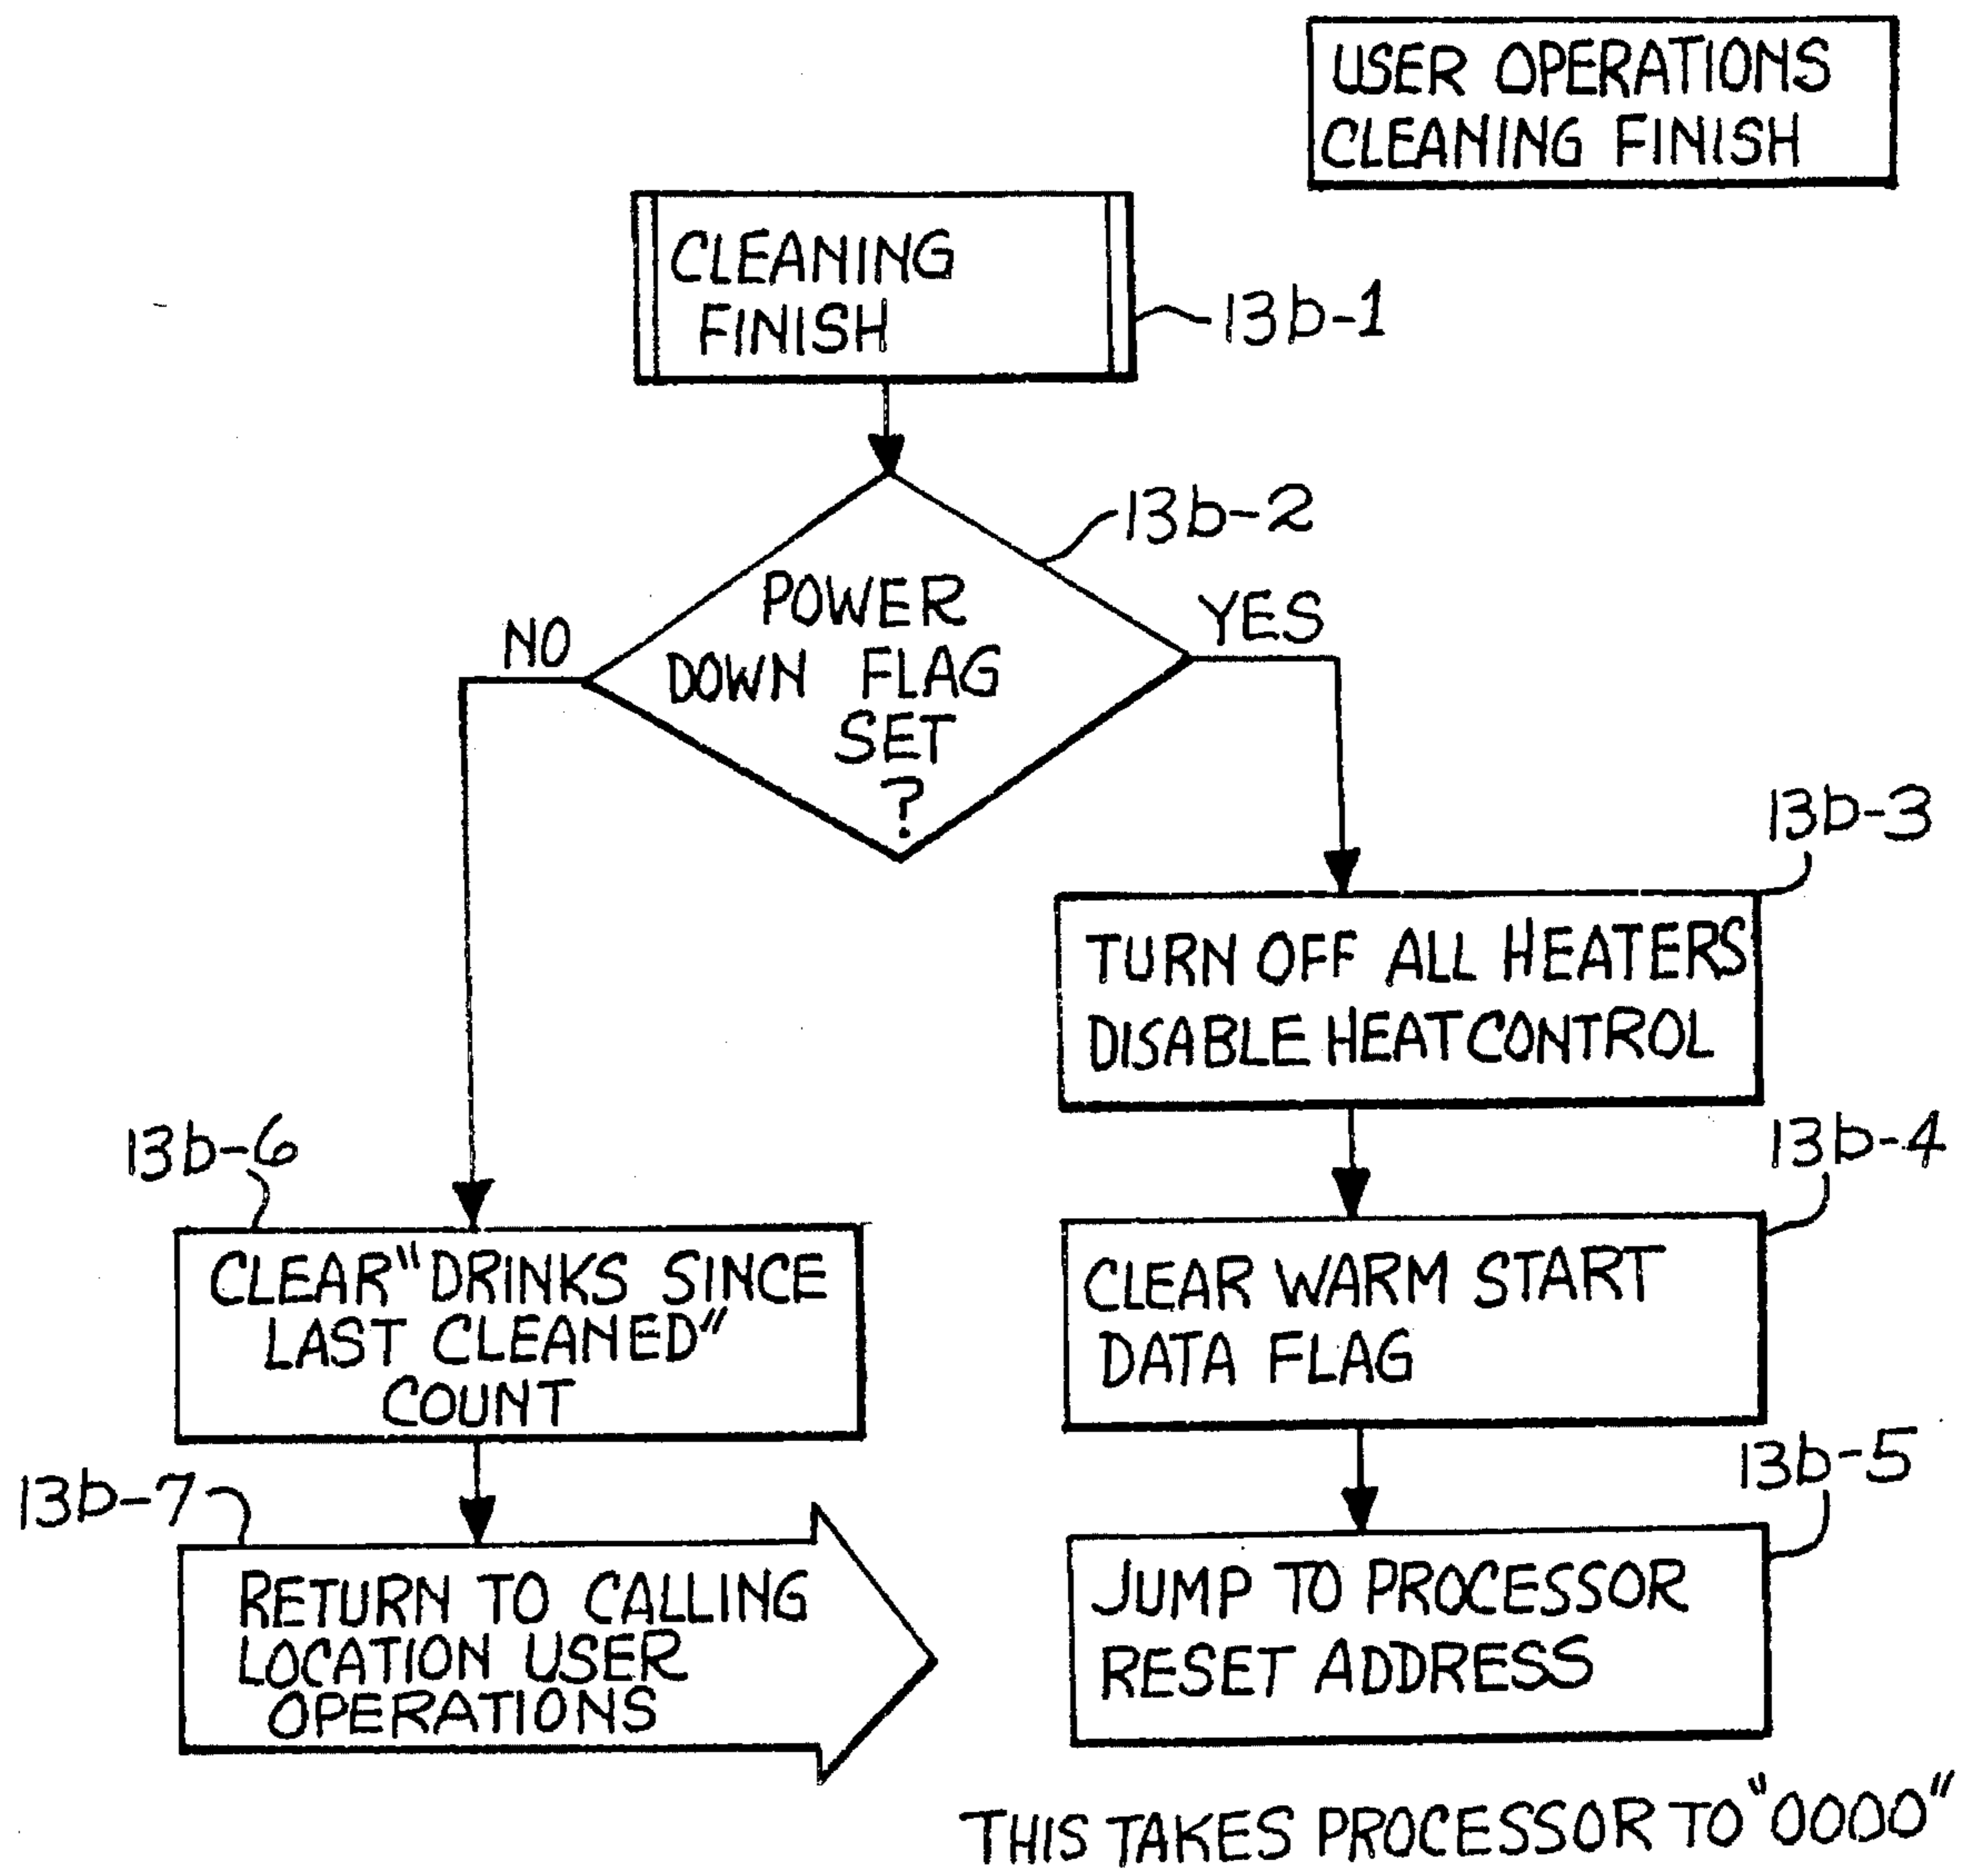 USER OPERATIONS
CLEANING FINISH
CLEANING
FINISH
13b-1
13b-2
POWER
DOWN FLAG
SET
?
NO
YES
13b-3
TURN OFF ALL HEATERS
DISABLE HEAT CONTROL
13b-6
13b-4
CLEAR "DRINKS SINCE
LAST CLEANED"
COUNT
CLEAR WARM START
DATA FLAG
13b-7
13b-5
RETURN TO CALLING
LOCATION USER
OPERATIONS
JUMP TO PROCESSOR
RESET ADDRESS
THIS TAKES PROCESSOR TO "0000"